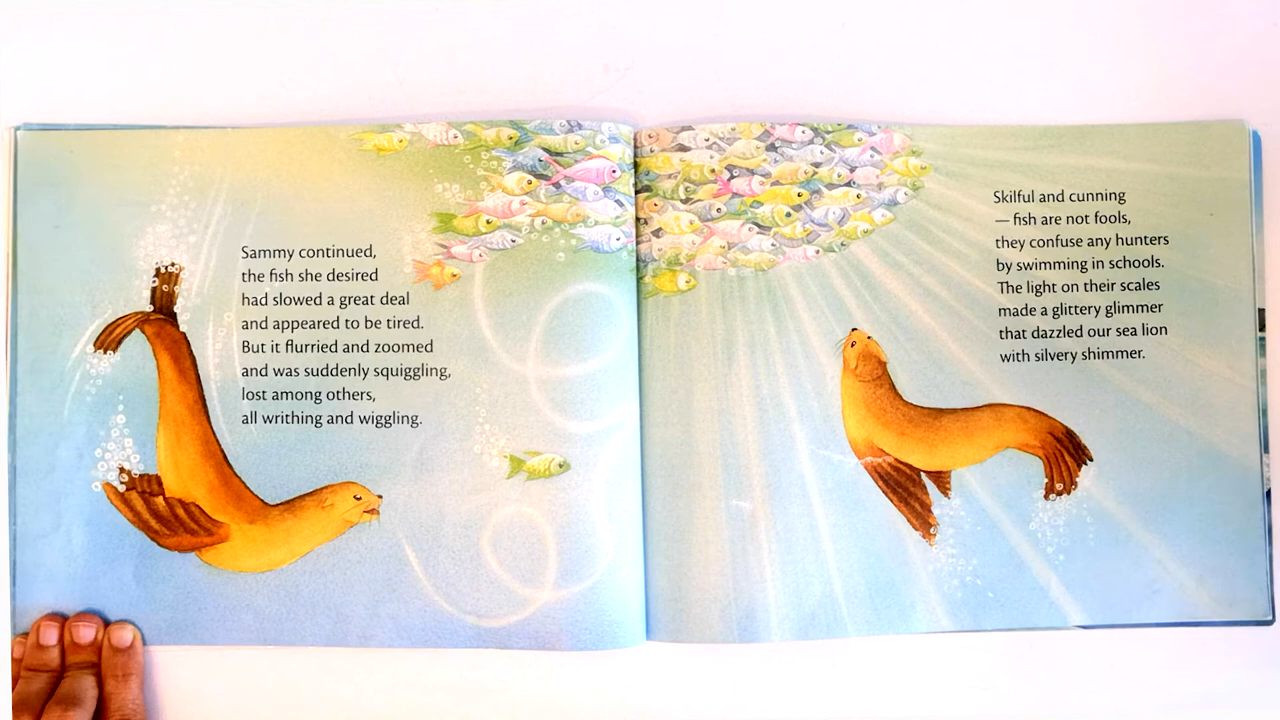 Sammy continued,
the fish she desired
had slowed a great deal
and appeared to be tired.
But it flurried and zoomed
and was suddenly squiggling,
lost among others,
all writhing and wiggling.
Skilful and cunning
— fish are not fools,
they confuse any hunters
by swimming in schools.
The light on their scales
made a glittery glimmer
that dazzled our sea lion
with silvery shimmer.